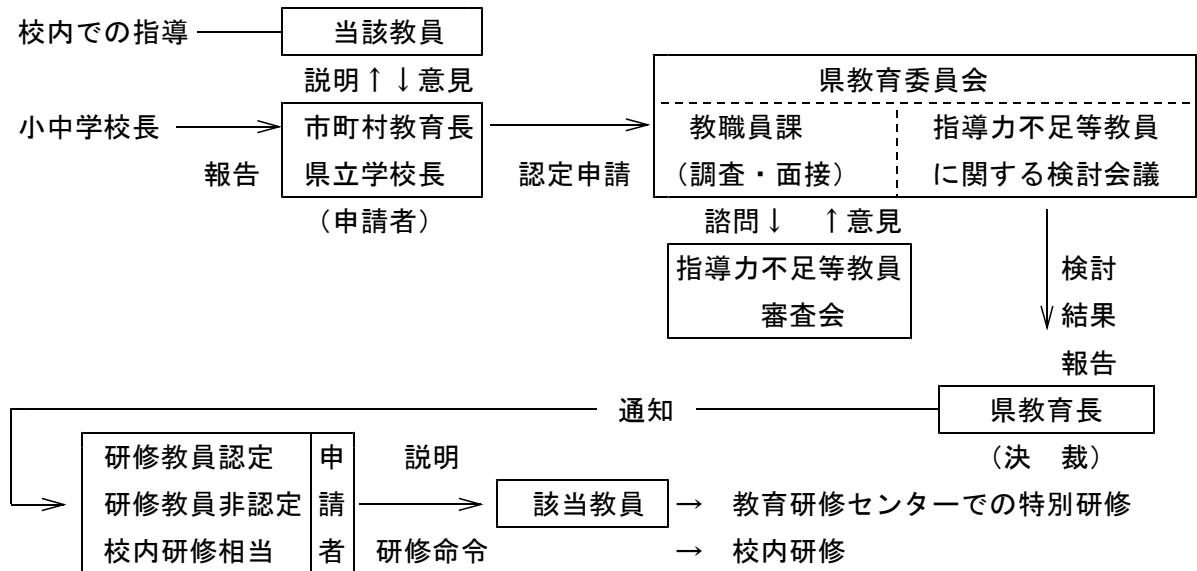 校内での指導 当該教員
説明↑↓意見
県教育委員会
小中学校長 市町村教育長 教職員課 指導力不足等教員
報告 県立学校長 認定申請 （調査・面接） に関する検討会議
（申請者） 諮問↓ ↑意見
指導力不足等教員 検討
審査会 結果
報告
通知 県教育長
研修教員認定 申 説明 （決 裁）
研修教員非認定 請 該当教員 → 教育研修センターでの特別研修
校内研修相当 者 研修命令 → 校内研修